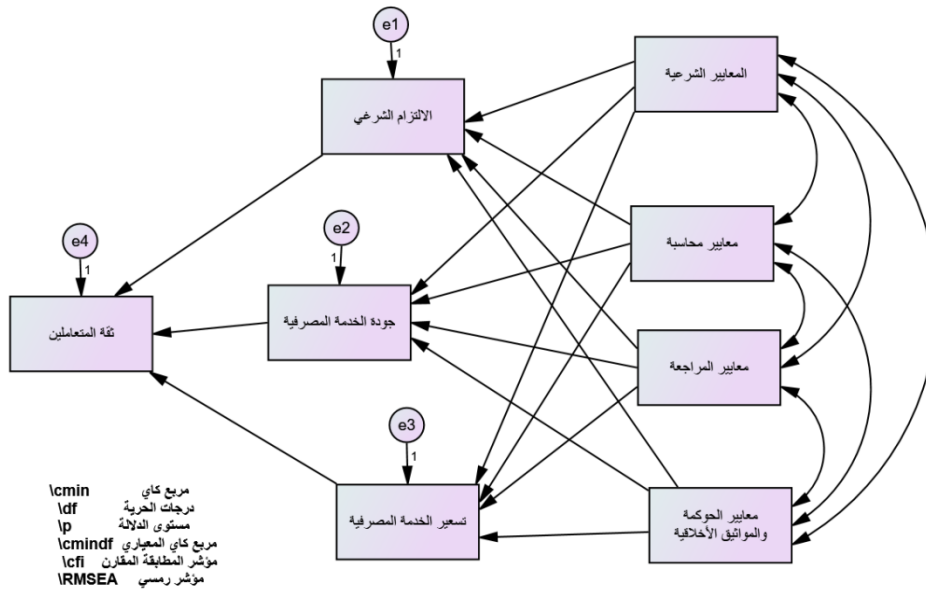 e1
1
المعايير الشرعية
الالتزام الشرعي
e4
1
e2
1
معايير محاسبة
ثقة المتعاملين
جودة الخدمة المصرفية
معايير المراجعة
e3
1
تسعير الخدمة المصرفية
معايير الحوكمة
والمواثيق الأخلاقية
\cmin مربع كاي
\df درجات الحرية
\p مستوى الدلالة
\cmindf مربع كاي المعياري
\cfi مؤشر المطابقة المقارن
\RMSEA مؤشر رمسي